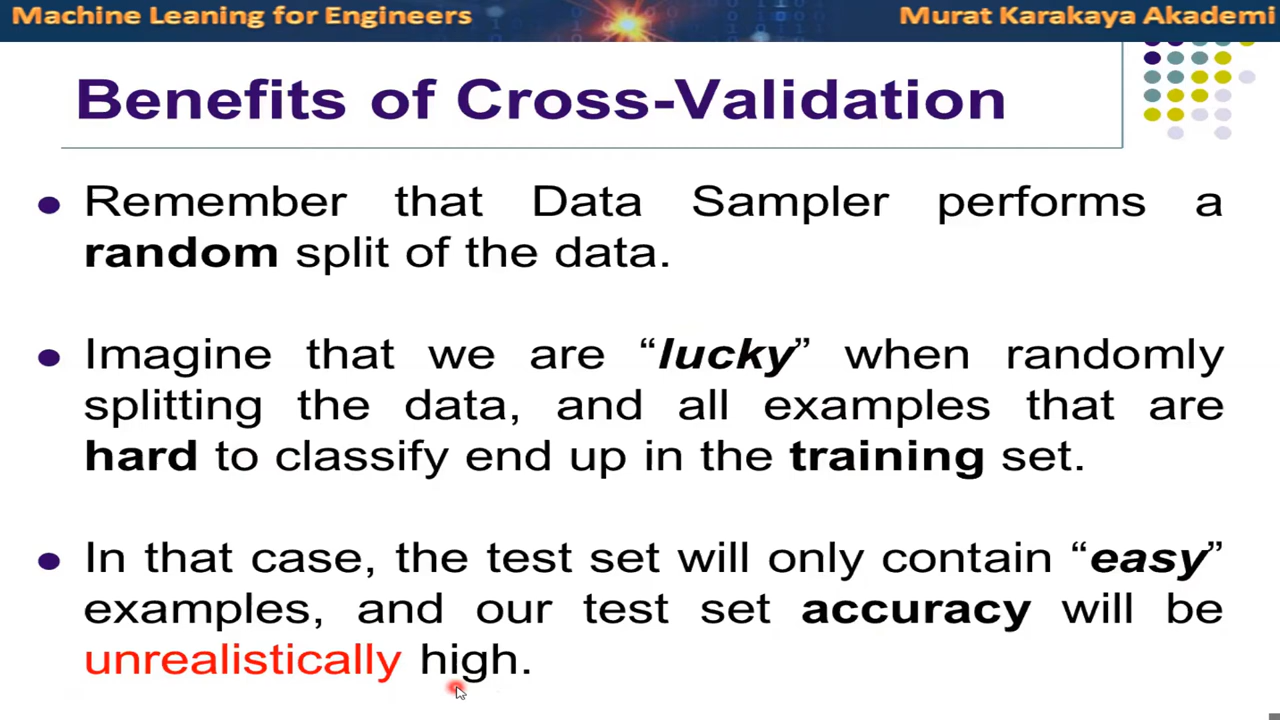 Machine Leaning for Engineers
Murat Karakaya Akademi
Benefits of Cross-Validation
• Remember that Data Sampler performs a
random split of the data.
• Imagine that we are “lucky” when randomly
splitting the data, and all examples that are
hard to classify end up in the training set.
• In that case, the test set will only contain “easy”
examples, and our test set accuracy will be
unrealistically high.